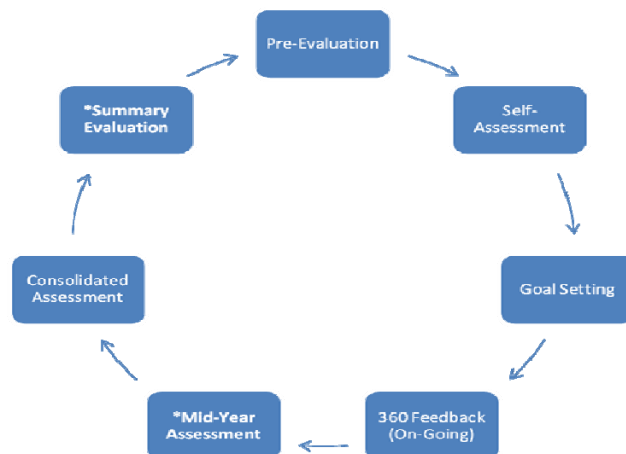 Pre-Evaluation
Self-
Assessment
Goal Setting
360 Feedback
(On-Going)
*Mid-Year
Assessment
Consolidated
Assessment
*Summary
Evaluation